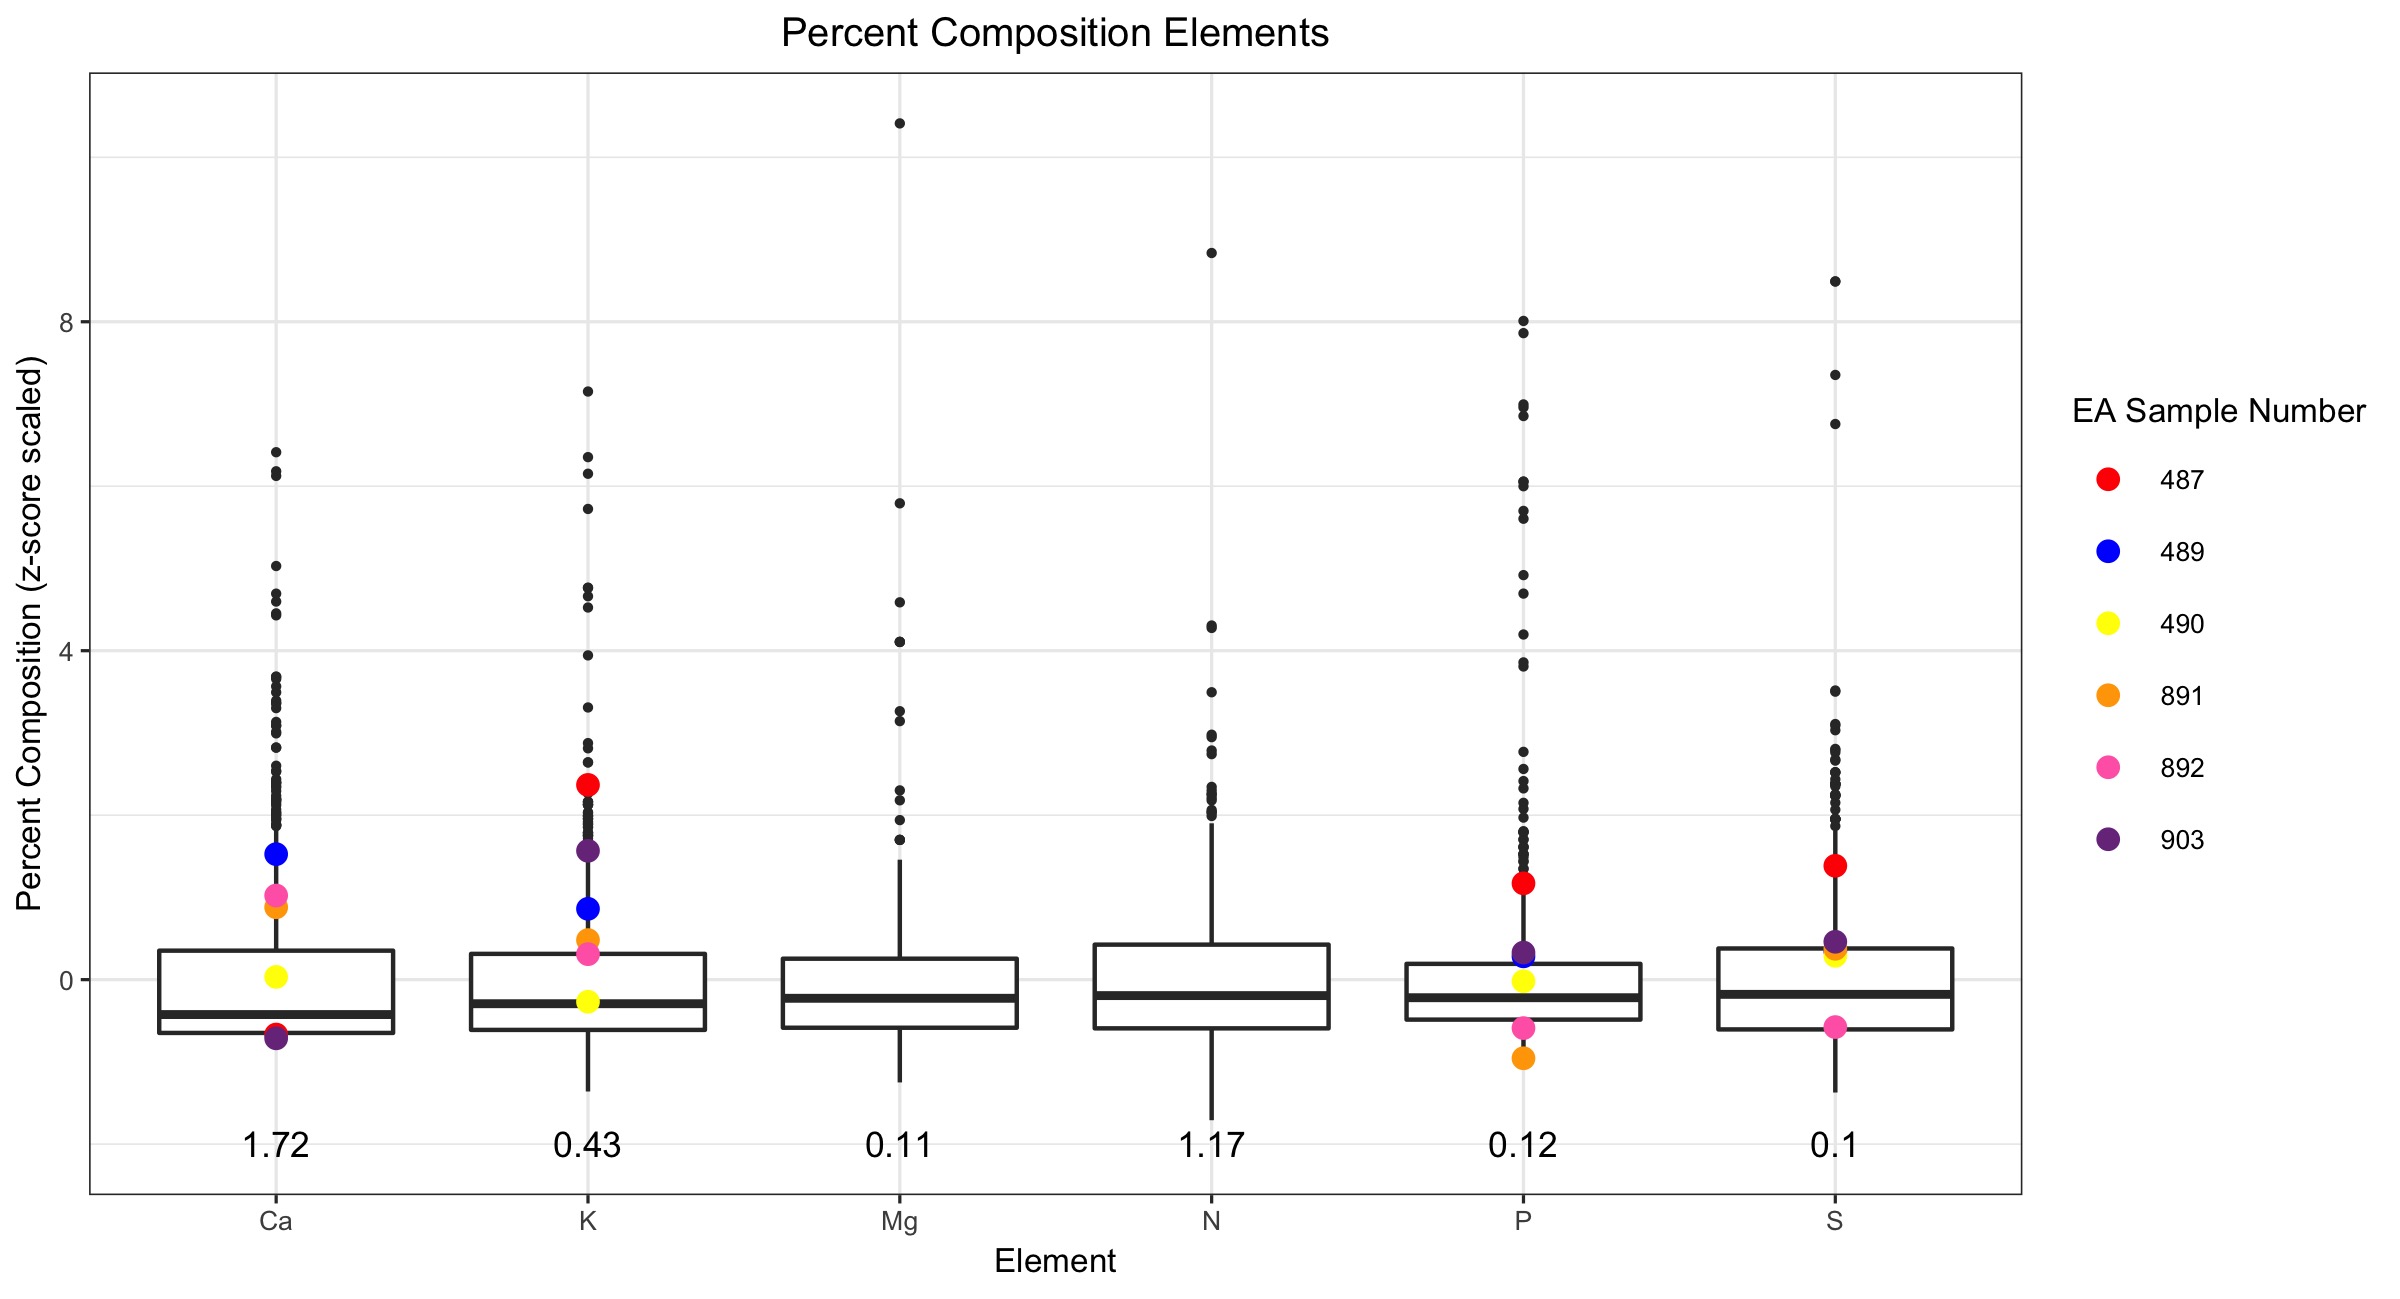 Percent Composition Elements
Percent Composition (z-score scaled)
8
4
0
1.72 0.43 0.11 1.17 0.12 0.1
Ca K Mg N P S
Element
EA Sample Number
487
489
490
891
892
903